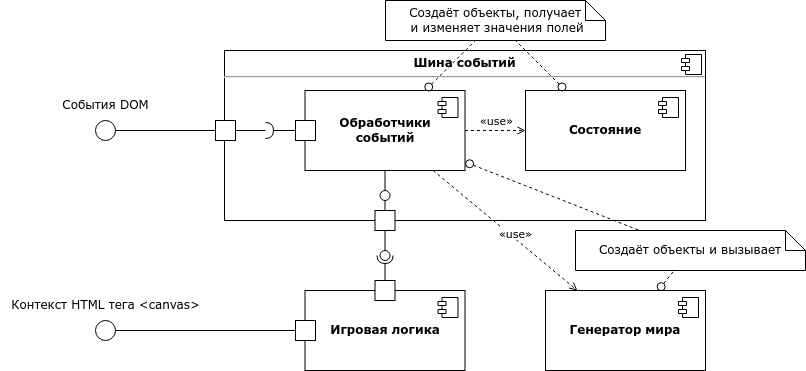 Создаёт объекты, получает
и изменяет значения полей
Шина событий
События DOM
Обработчики
событий
«use»
Состояние
«use»
Создаёт объекты и вызывает
Контекст HTML тега <canvas>
Игровая логика
Генератор мира